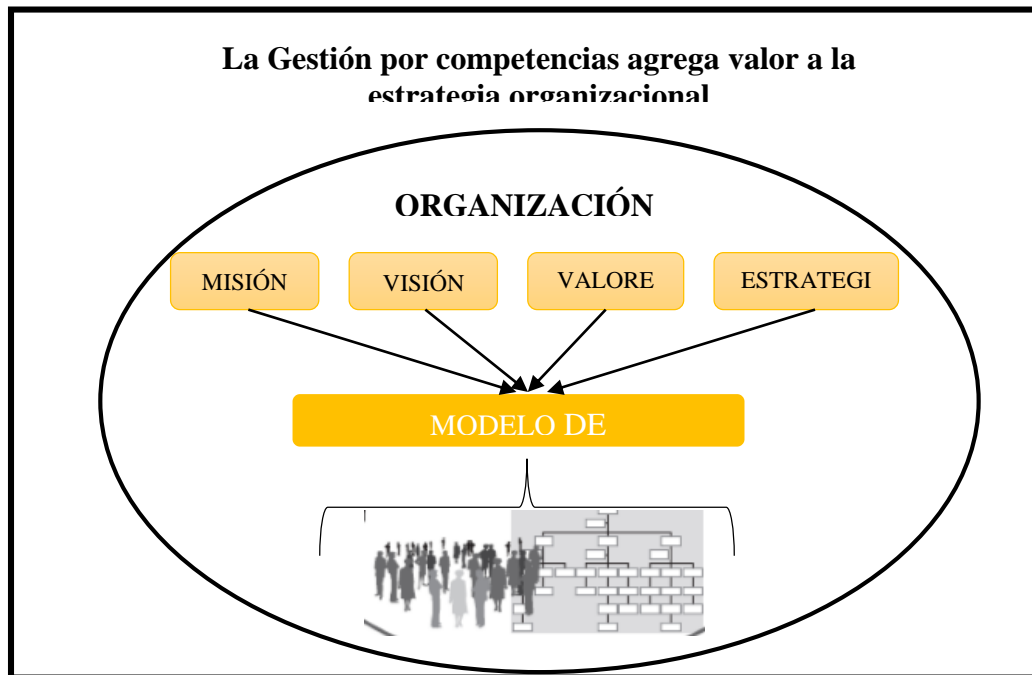 La Gestión por competencias agrega valor a la
estrategia organizacional
ORGANIZACIÓN
MISIÓN
VISIÓN
VALORE
ESTRATEGI
MODELO DE